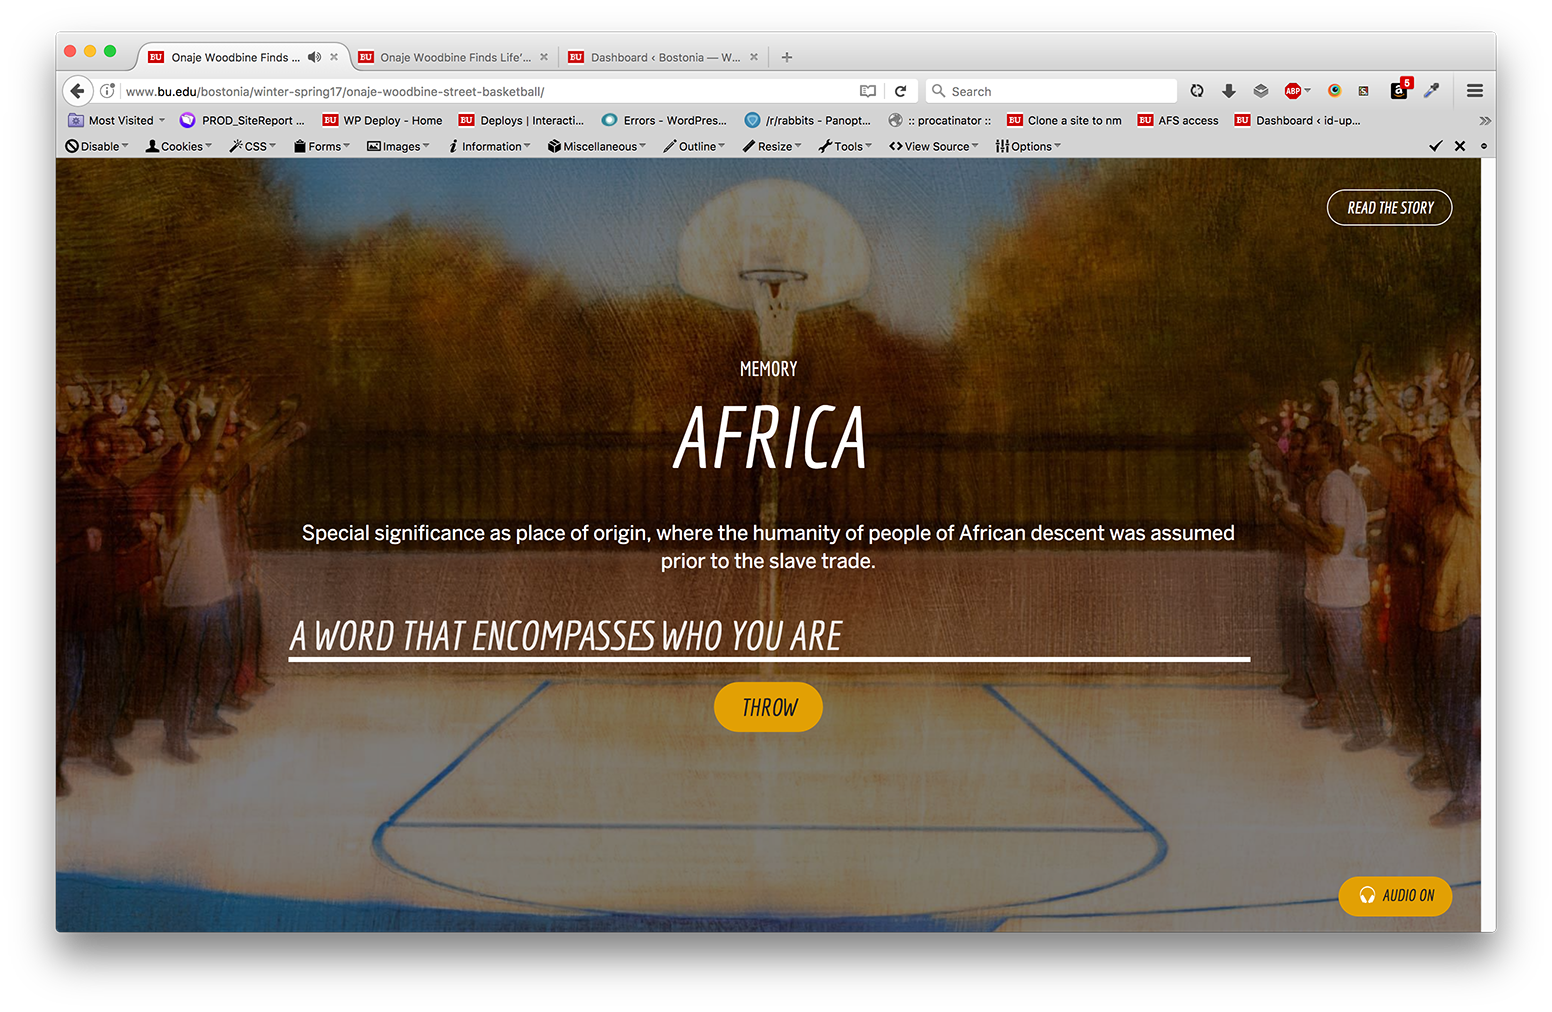 BU Onaje Woodbine Finds ...
BU Onaje Woodbine Finds Life'...
BU Dashboard ‹ Bostonia — W...
www.bu.edu/bostonia/winter-spring17/onaje-woodbine-street-basketball/
Search
ABP
a 5
Most Visited
PROD_SiteReport ...
BU WP Deploy - Home
BU Deploys | Interacti...
Errors - WordPress...
/r/rabbits - Panopt...
:: procatinator ::
BU Clone a site to nm
BU AFS access
BU Dashboard ‹ id-up...
Disable
Cookies
CSS
Forms
Images
Information
Miscellaneous
Outline
Resize
Tools
View Source
Options
READ THE STORY
MEMORY
AFRICA
Special significance as place of origin, where the humanity of people of African descent was assumed
prior to the slave trade.
A WORD THAT ENCOMPASSES WHO YOU ARE
THROW
AUDIO ON